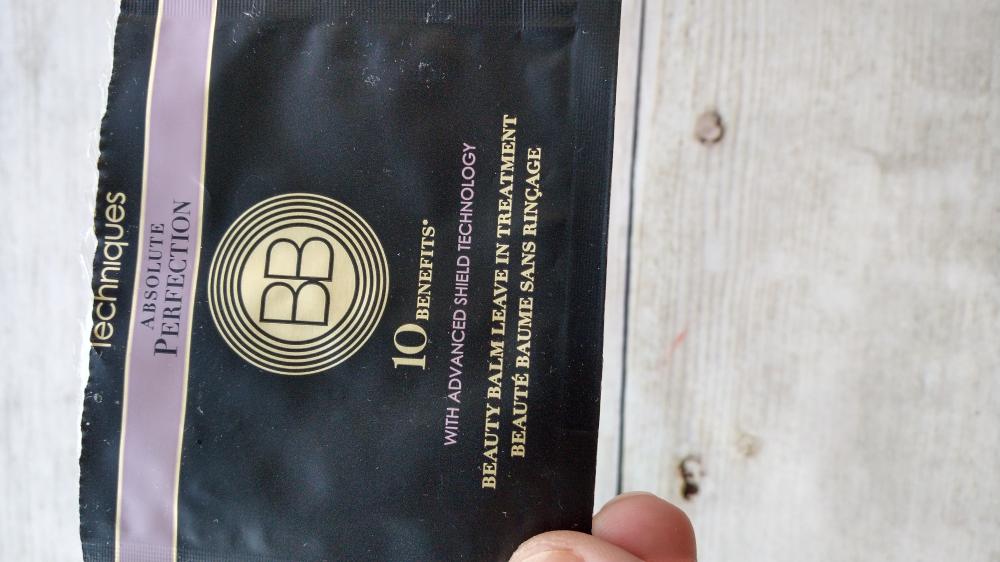 Techniques
ABSOLUTE
PERFECTION
BB
10 BENEFITS*
WITH ADVANCED SHIELD TECHNOLOGY
BEAUTY BALM LEAVE IN TREATMENT
BEAUTÉ BAUME SANS RINÇAGE